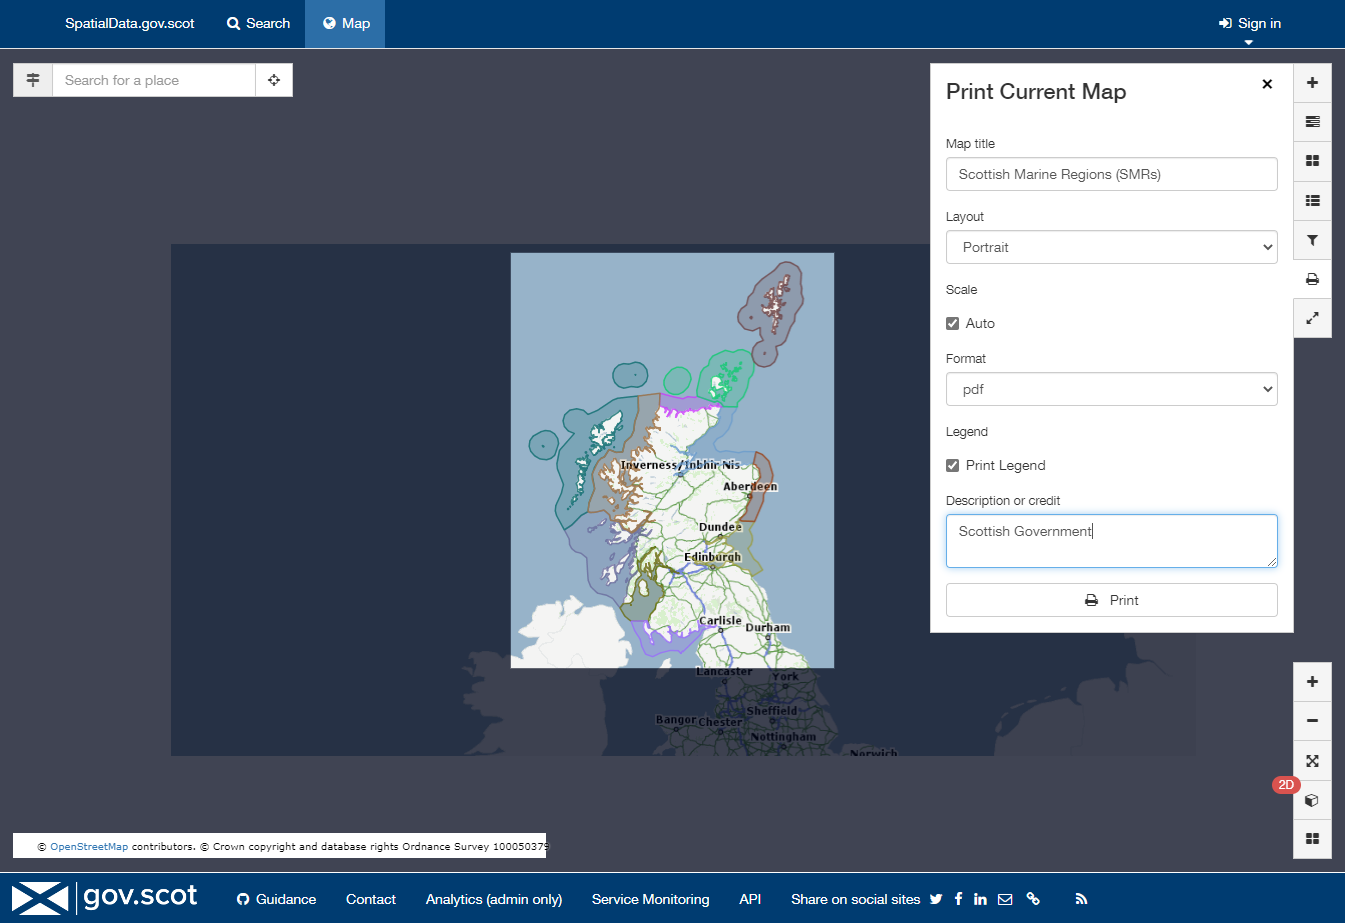 SpatialData.gov.scot Search Map Sign in
Search for a place
Print Current Map
Map title
Scottish Marine Regions (SMRs)
Layout
Portrait
Scale
Auto
Format
pdf
Legend
Print Legend
Description or credit
Scottish Government
Print
Inverness/Inbhir Nis
Aberdeen
Dundee
Edinburgh
Carlisle
Durham
Lancaster
York
Bangor
Chester
Sheffield
Nottingham
Norwich
2D
© OpenStreetMap contributors. © Crown copyright and database rights Ordnance Survey 100050379
gov.scot Guidance Contact Analytics (admin only) Service Monitoring API Share on social sites